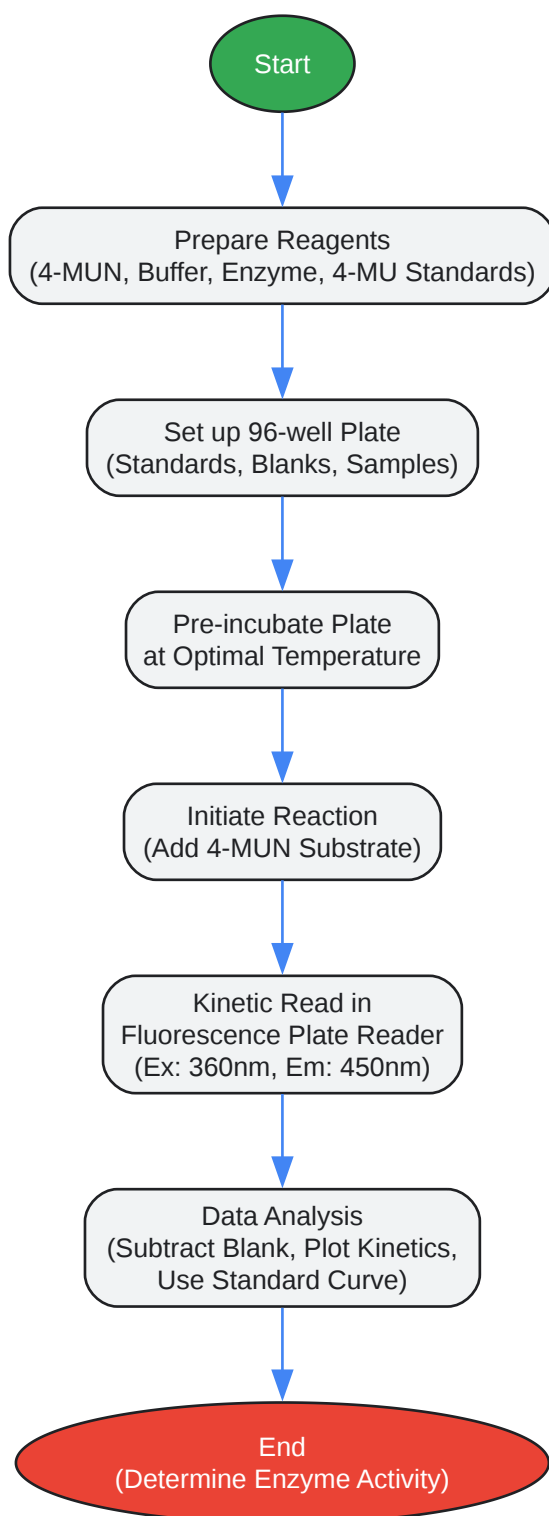 Start
Prepare Reagents
(4-MUN, Buffer, Enzyme, 4-MU Standards)
Set up 96-well Plate
(Standards, Blanks, Samples)
Pre-incubate Plate
at Optimal Temperature
Initiate Reaction
(Add 4-MUN Substrate)
Kinetic Read in
Fluorescence Plate Reader
(Ex: 360nm, Em: 450nm)
Data Analysis
(Subtract Blank, Plot Kinetics,
Use Standard Curve)
End
(Determine Enzyme Activity)